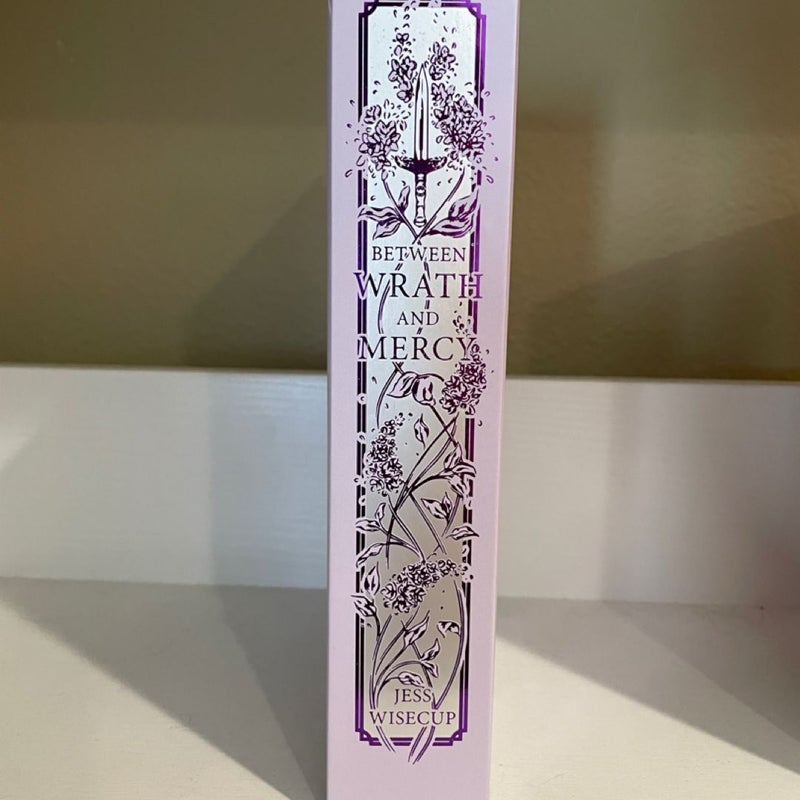 BETWEEN
WRATH
AND
MERCY
JESS
WISECUP